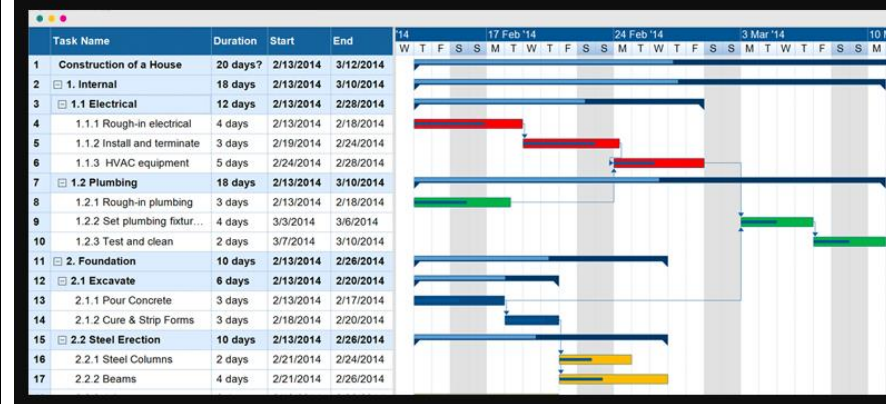 '14 17 Feb '14 24 Feb '14 3 Mar '14 10 M
Task Name Duration Start End W T F S S M T W T F S S M T W T F S S M T W T F S S M
1 Construction of a House 20 days? 2/13/2014 3/12/2014
2 1. Internal 18 days 2/13/2014 3/10/2014
3 1.1 Electrical 12 days 2/13/2014 2/28/2014
4 1.1.1 Rough-in electrical 4 days 2/13/2014 2/18/2014
5 1.1.2 Install and terminate 3 days 2/19/2014 2/24/2014
6 1.1.3 HVAC equipment 5 days 2/24/2014 2/28/2014
7 1.2 Plumbing 18 days 2/13/2014 3/10/2014
8 1.2.1 Rough-in plumbing 3 days 2/13/2014 2/18/2014
9 1.2.2 Set plumbing fixtur... 4 days 3/3/2014 3/6/2014
10 1.2.3 Test and clean 2 days 3/7/2014 3/10/2014
11 2. Foundation 10 days 2/13/2014 2/26/2014
12 2.1 Excavate 6 days 2/13/2014 2/20/2014
13 2.1.1 Pour Concrete 3 days 2/13/2014 2/17/2014
14 2.1.2 Cure & Strip Forms 3 days 2/18/2014 2/20/2014
15 2.2 Steel Erection 10 days 2/13/2014 2/26/2014
16 2.2.1 Steel Columns 2 days 2/21/2014 2/24/2014
17 2.2.2 Beams 4 days 2/21/2014 2/26/2014